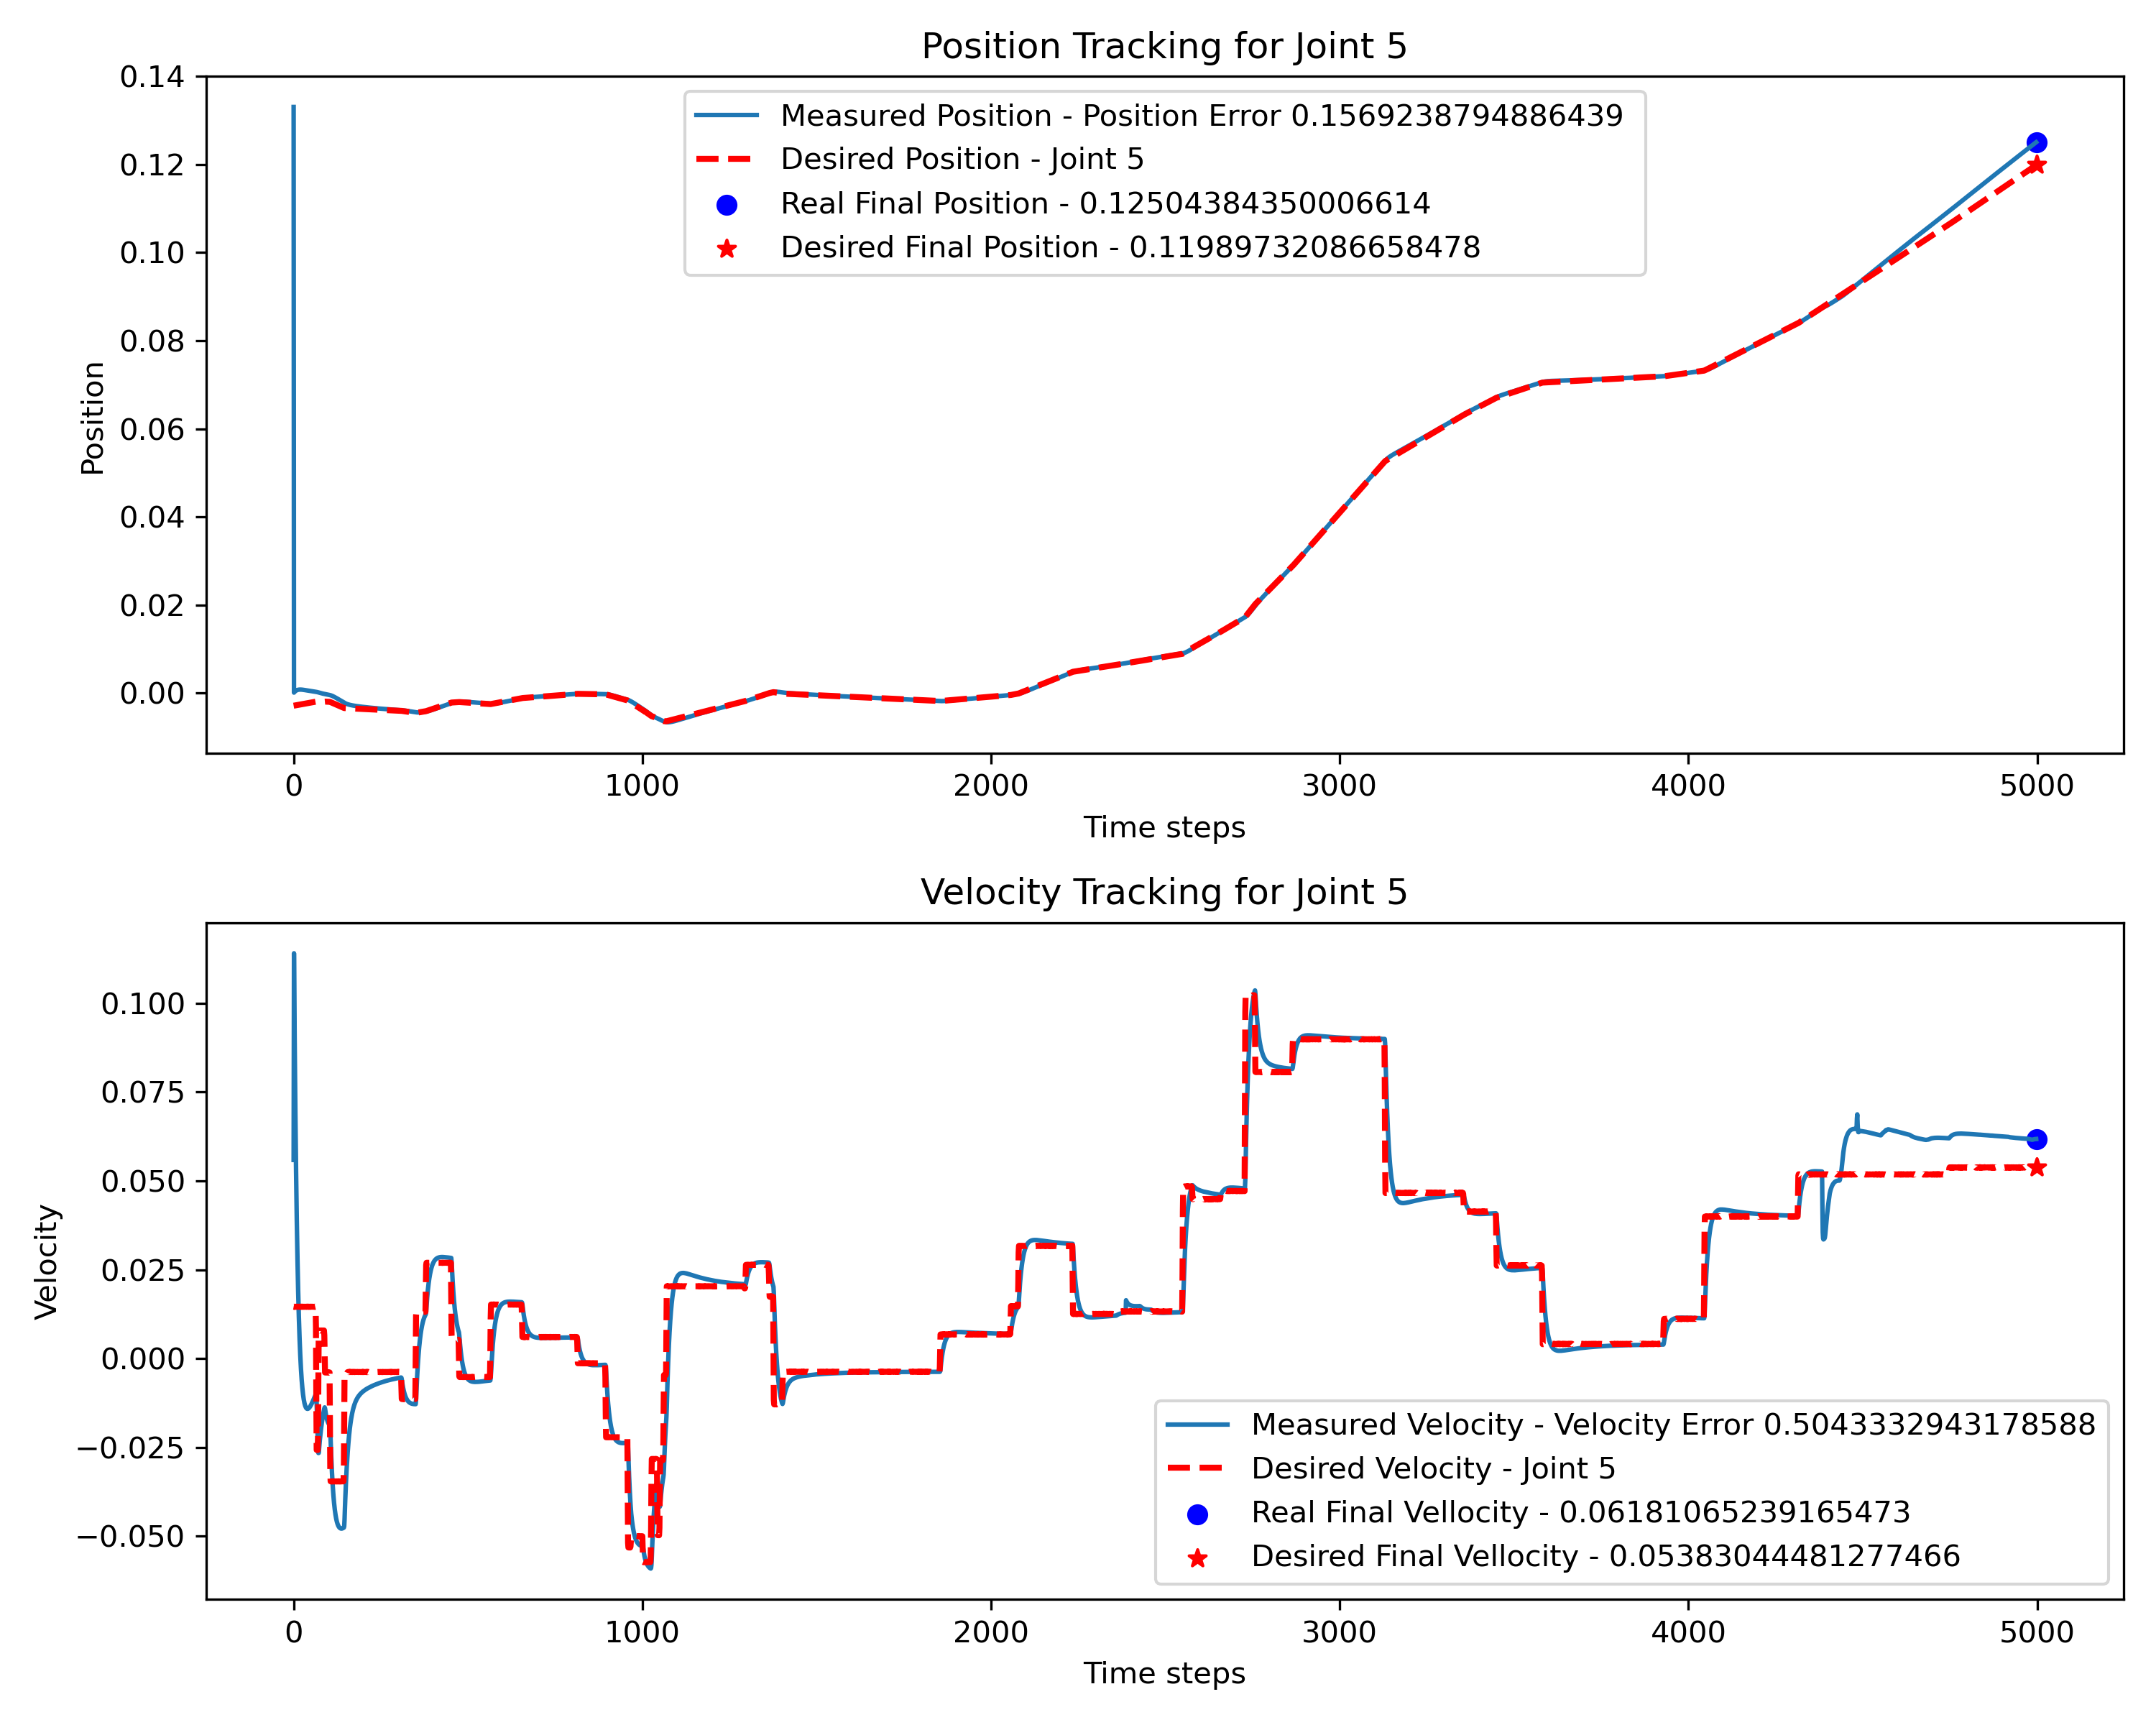 Position Tracking for Joint 5
0.14
0.12
0.10
0.08
0.06
0.04
0.02
0.00
Position
Measured Position - Position Error 0.1569238794886439
Desired Position - Joint 5
Real Final Position - 0.12504384350006614
Desired Final Position - 0.11989732086658478
0 1000 2000 3000 4000 5000
Time steps
Velocity Tracking for Joint 5
0.100
0.075
0.050
0.025
0.000
−0.025
−0.050
Velocity
Measured Velocity - Velocity Error 0.5043332943178588
Desired Velocity - Joint 5
Real Final Vellocity - 0.06181065239165473
Desired Final Vellocity - 0.05383044481277466
0 1000 2000 3000 4000 5000
Time steps